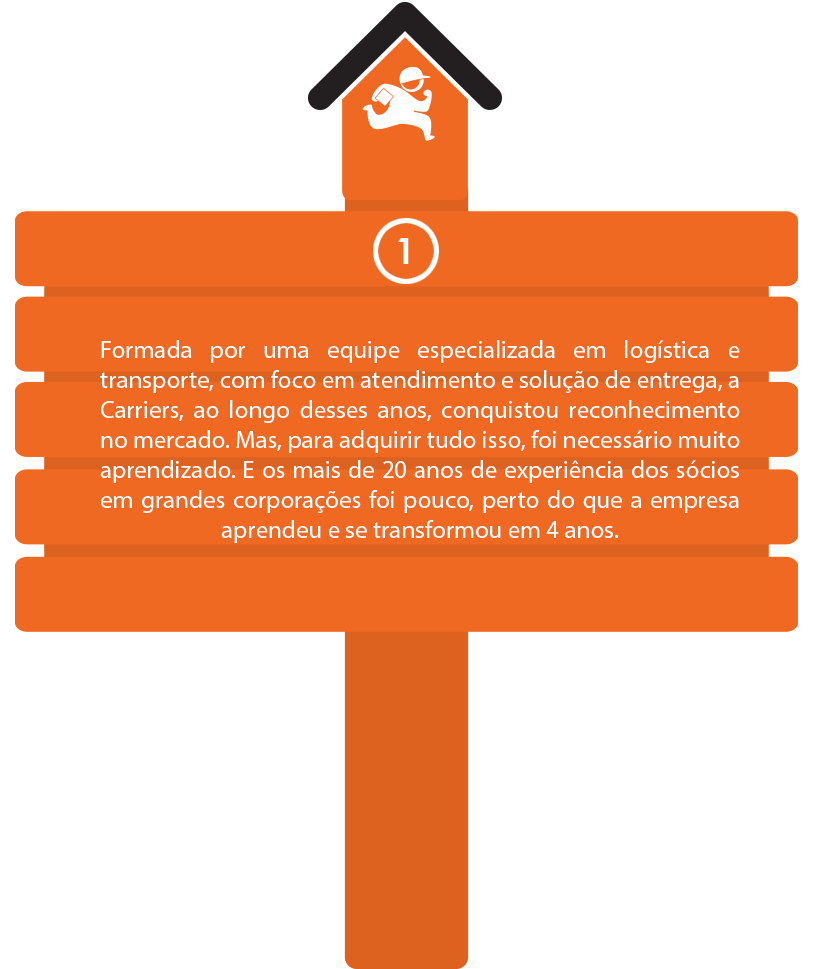 1
Formada por uma equipe especializada em logística e
transporte, com foco em atendimento e solução de entrega, a
Carriers, ao longo desses anos, conquistou reconhecimento
no mercado. Mas, para adquirir tudo isso, foi necessário muito
aprendizado. E os mais de 20 anos de experiência dos sócios
em grandes corporações foi pouco, perto do que a empresa
aprendeu e se transformou em 4 anos.